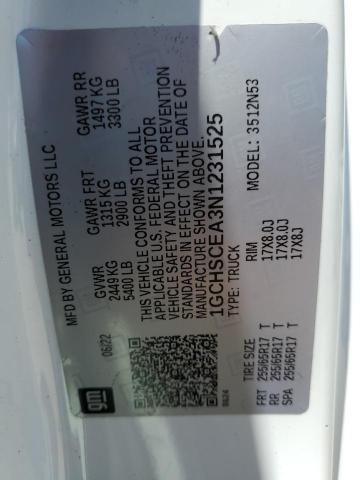 MFD BY GENERAL MOTORS LLC
06/22
GVWR
2449 KG
5400 LB
GAWR FRT
1315 KG
2900 LB
GAWR RR
1497 KG
3300 LB
THIS VEHICLE CONFORMS TO ALL
APPLICABLE U.S. FEDERAL MOTOR
VEHICLE SAFETY AND THEFT PREVENTION
STANDARDS IN EFFECT ON THE DATE OF
MANUFACTURE SHOWN ABOVE.
1GCHSCEA3N1231525
TYPE: TRUCK
MODEL: 3512N53
TIRE SIZE RIM
FRT 255/65R17 T 17X8.0J
RR 255/65R17 T 17X8.0J
SPA 255/65R17 T 17X8J
gm